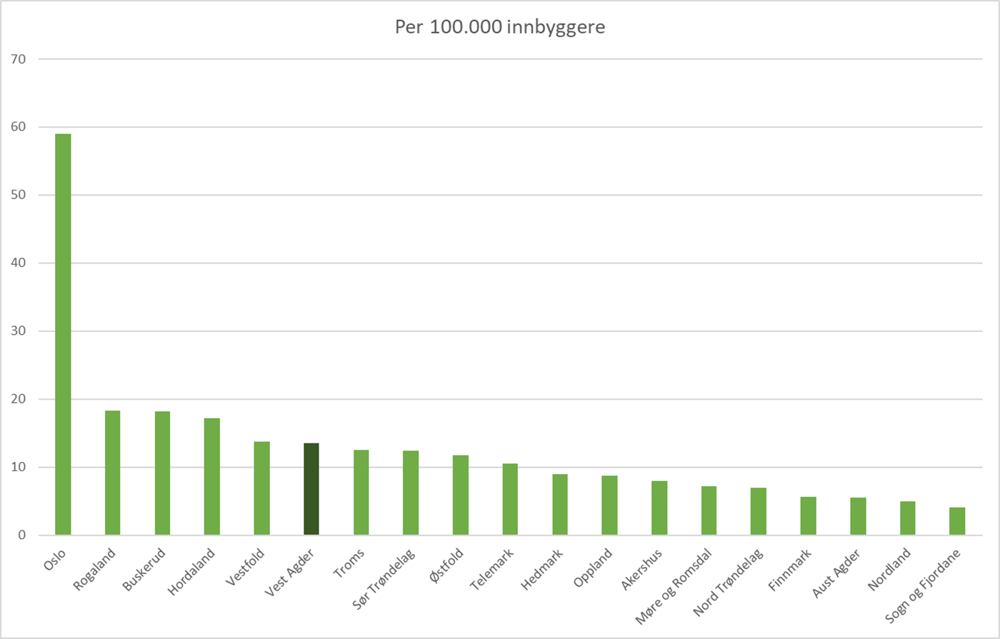 Per 100.000 innbyggere
70
60
50
40
30
20
10
0
Oslo
Rogaland
Buskerud
Hordaland
Vestfold
Vest Agder
Troms
Sør Trøndelag
Østfold
Telemark
Hedmark
Oppland
Akershus
Møre og Romsdal
Nord Trøndelag
Finnmark
Aust Agder
Nordland
Sogn og Fjordane